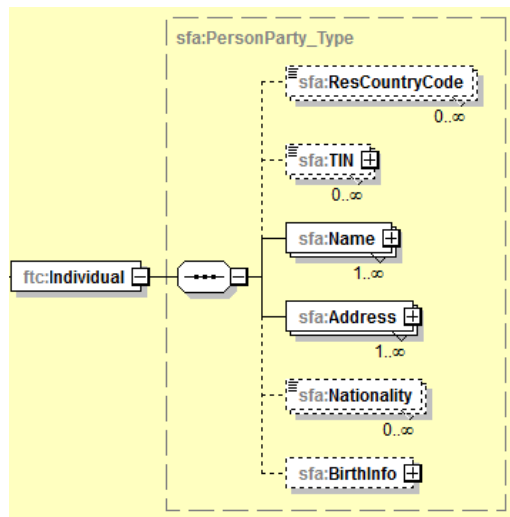 sfa:PersonParty_Type
sfa:ResCountryCode
0..∞
sfa:TIN
0..∞
sfa:Name
1..∞
ftc:Individual
sfa:Address
1..∞
sfa:Nationality
0..∞
sfa:BirthInfo